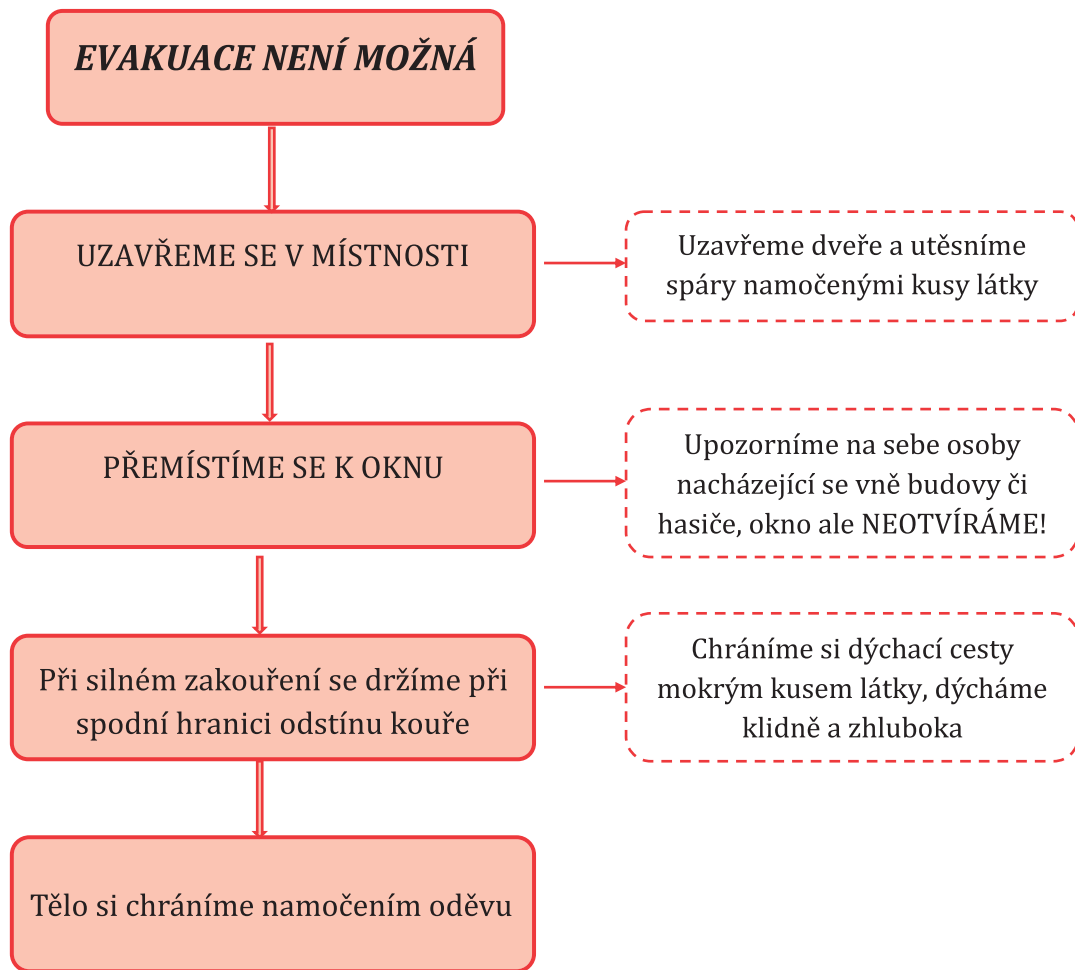 EVAKUACE NENÍ MOŽNÁ
UZAVŘEME SE V MÍSTNOSTI
Uzavřeme dveře a utěsníme
spáry namočenými kusy látky
PŘEMÍSTÍME SE K OKNU
Upozorníme na sebe osoby
nacházející se vně budovy či
hasiče, okno ale NEOTVÍRÁME!
Při silném zakouření se držíme při
spodní hranici odstínu kouře
Chráníme si dýchací cesty
mokrým kusem látky, dýcháme
klidně a zhluboka
Tělo si chráníme namočením oděvu